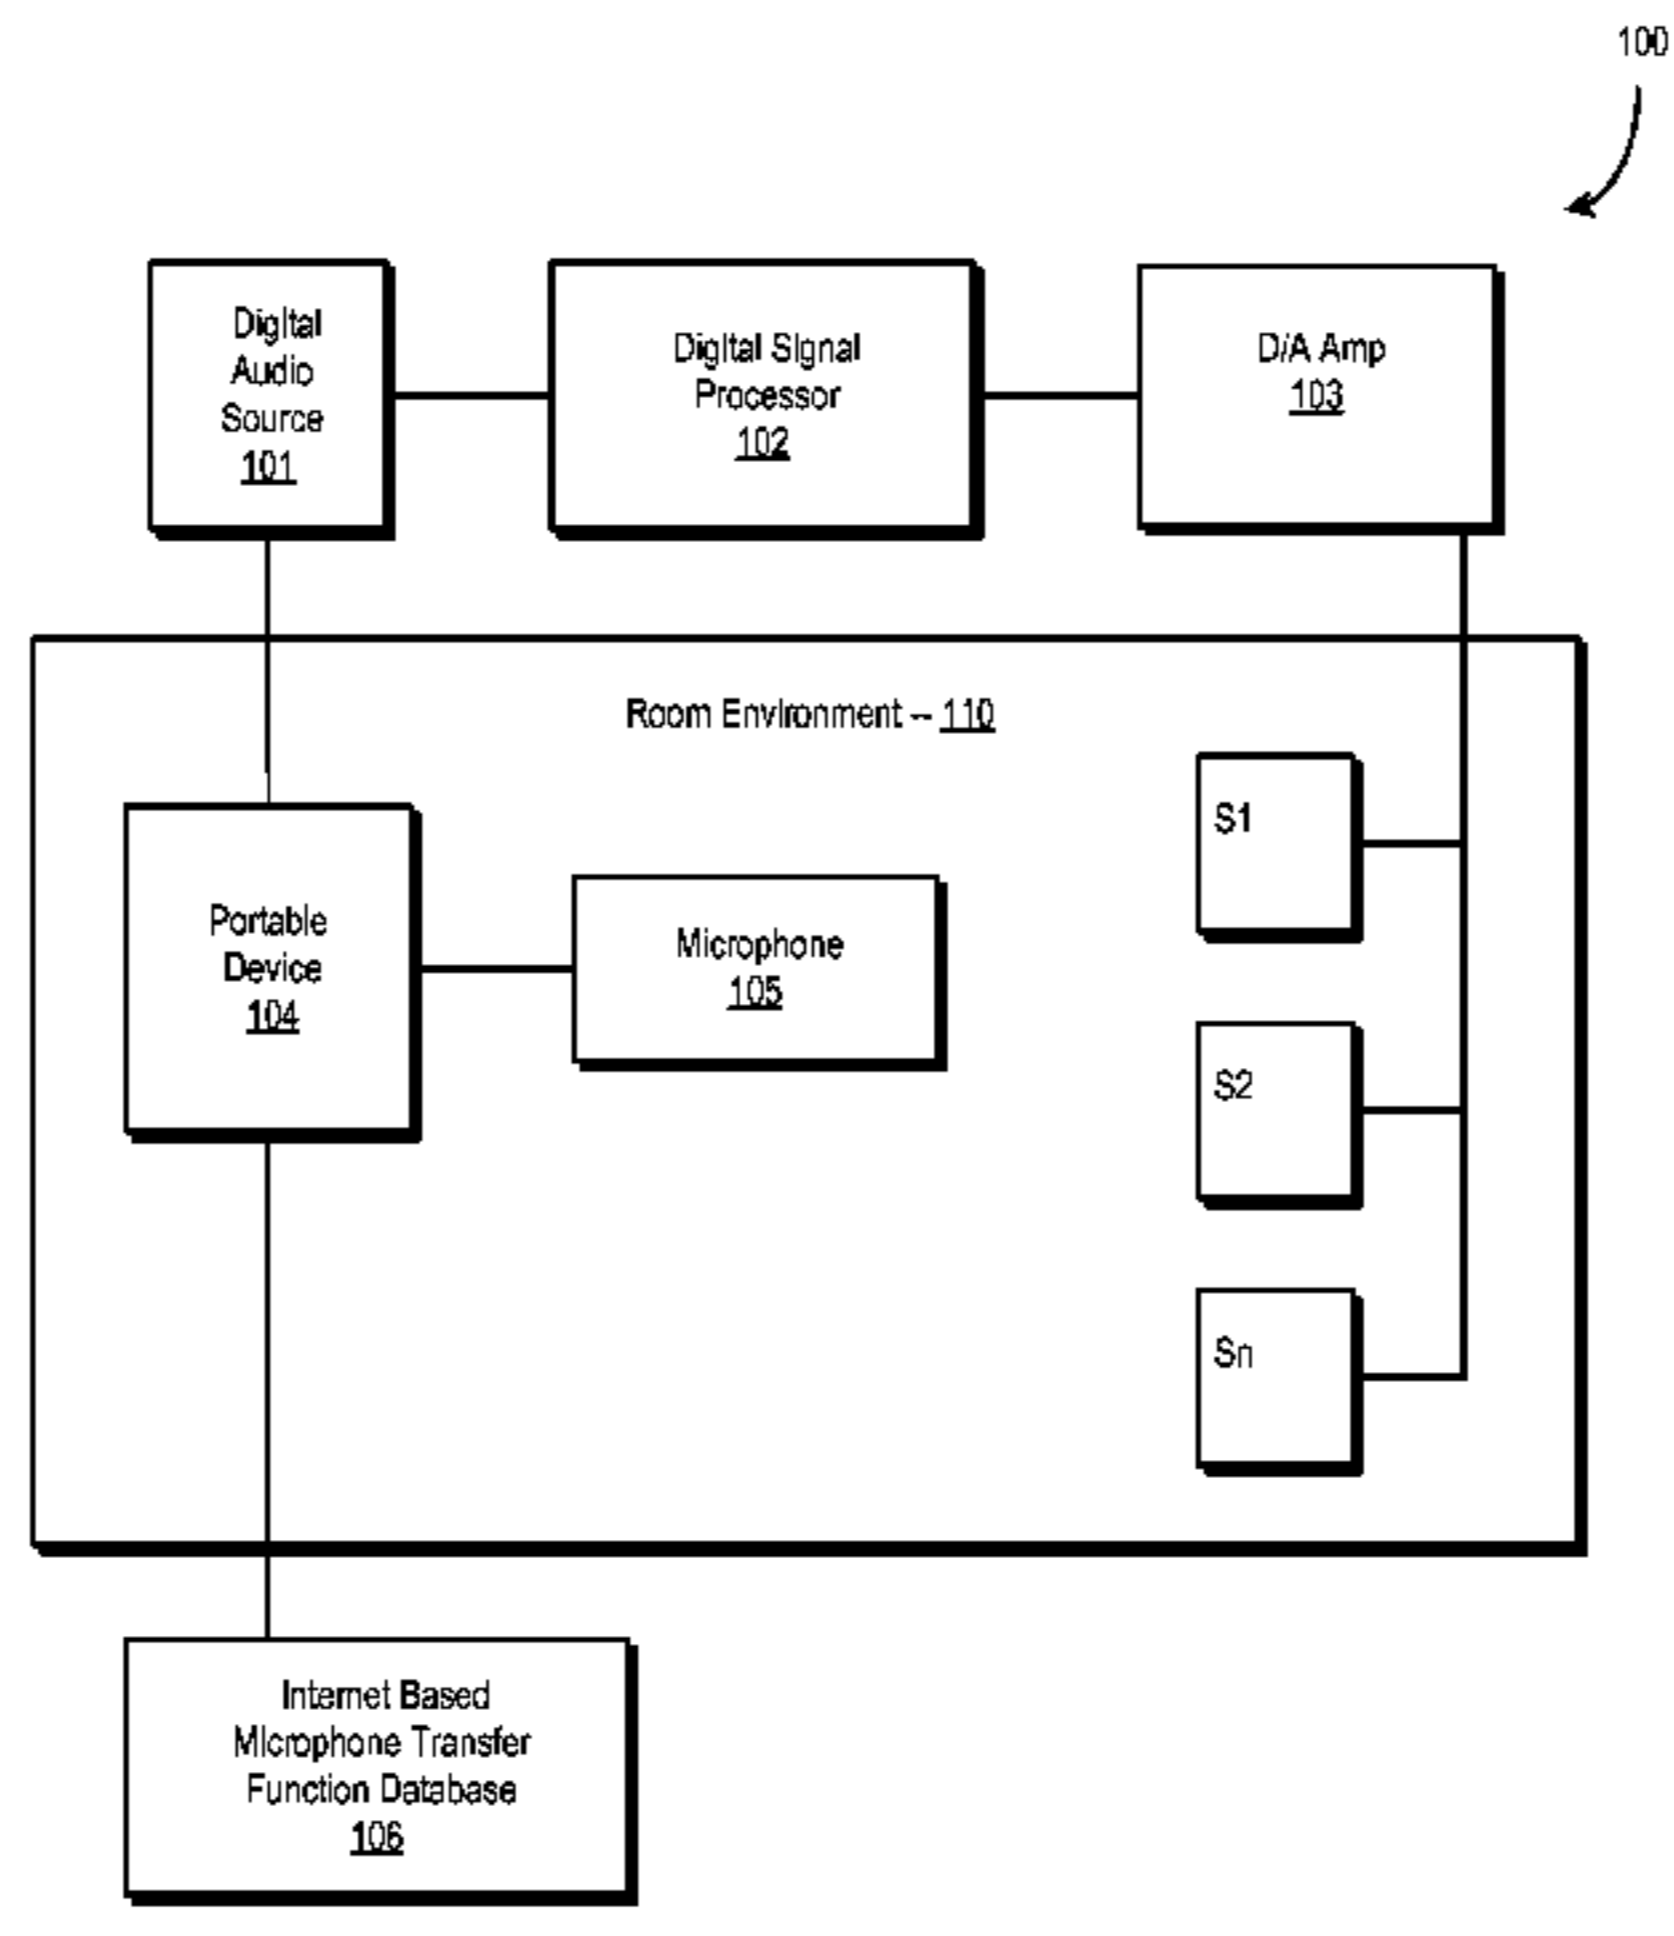 100
Digital
Audio
Source
101
Digital Signal
Processor
102
D/A Amp
103
Room Environment -- 110
S1
Portable
Device
104
Microphone
105
S2
Sn
Internet Based
Microphone Transfer
Function Database
106